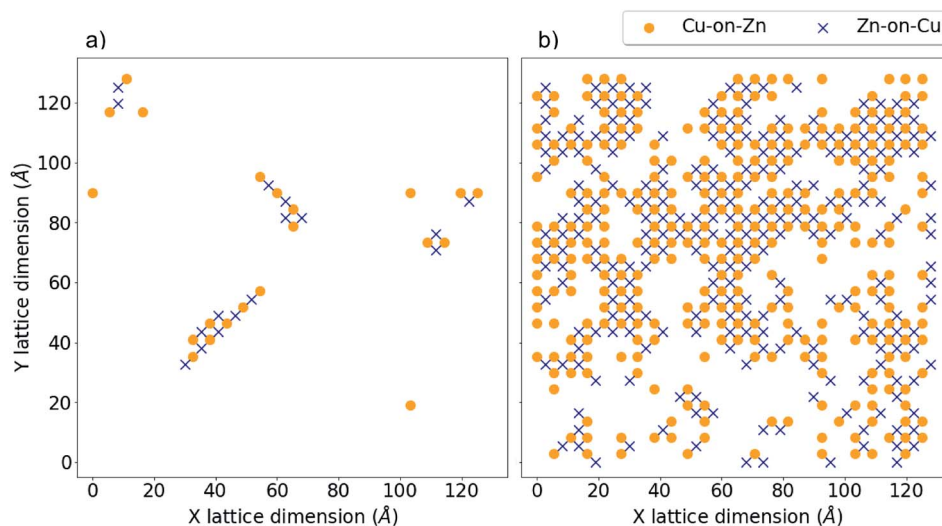 a)
b)
Cu-on-Zn
Zn-on-Cu
120
100
80
60
40
20
0
Y lattice dimension (Å)
0 20 40 60 80 100 120
0 20 40 60 80 100 120
X lattice dimension (Å)
X lattice dimension (Å)